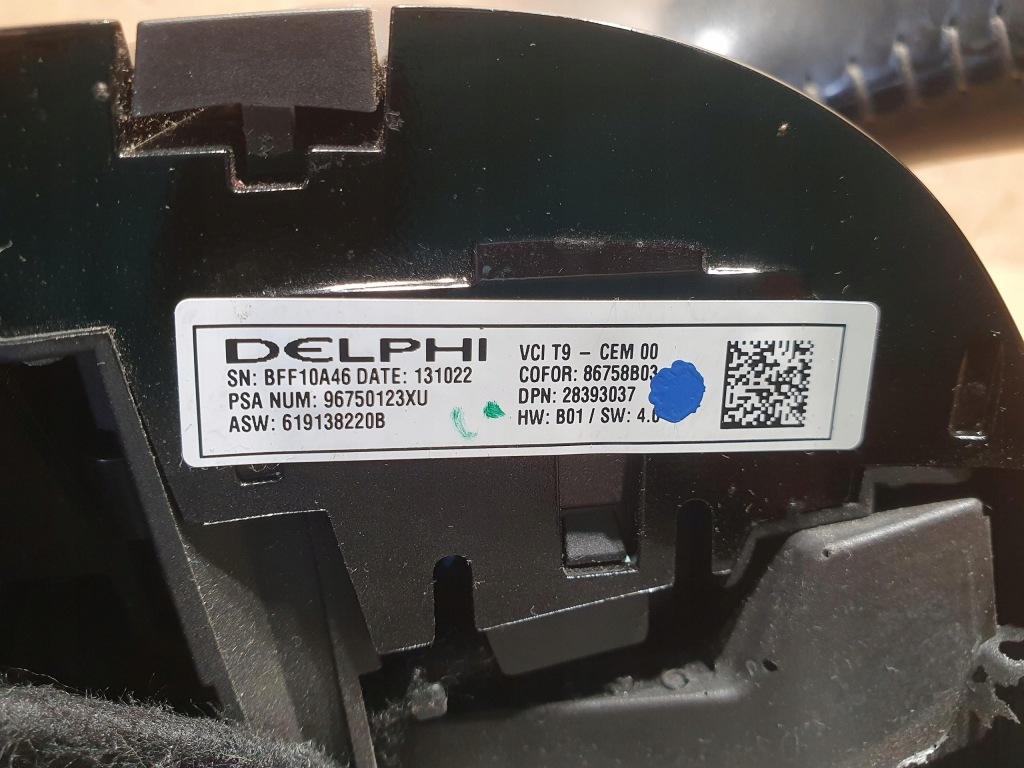 DELPHI
SN: BFF10A46 DATE: 131022
PSA NUM: 96750123XU
ASW: 619138220B
VCI T9 - CEM 00
COFOR: 86758B03
DPN: 28393037
HW: B01 / SW: